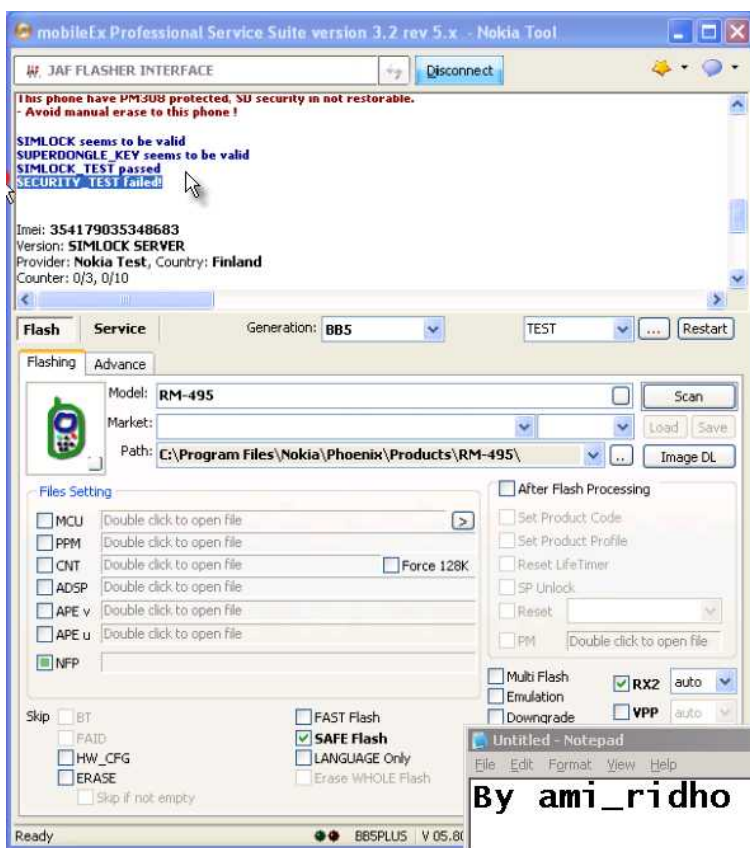 mobileEx Professional Service Suite version 3.2 rev 5.x - Nokia Tool
JAF FLASHER INTERFACE
Disconnect
This phone have PM308 protected, SD security in not restorable.
- Avoid manual erase to this phone !
SIMLOCK seems to be valid
SUPERDONGLE_KEY seems to be valid
SIMLOCK_TEST passed
SECURITY_TEST failed!
Imei: 354179035348683
Version: SIMLOCK SERVER
Provider: Nokia Test, Country: Finland
Counter: 0/3, 0/10
Flash Service Generation: BB5 TEST ... Restart
Flashing Advance
Model: RM-495 Scan
Market: Load Save
Path: C:\Program Files\Nokia\Phoenix\Products\RM-495\ .. Image DL
Files Setting
MCU Double click to open file >
PPM Double click to open file
CNT Double click to open file Force 128K
ADSP Double click to open file
APE v Double click to open file
APE u Double click to open file
NFP
After Flash Processing
Set Product Code
Set Product Profile
Reset LifeTimer
SP Unlock
Reset
PM Double click to open file
Multi Flash RX2 auto
Emulation
Downgrade VPP auto
Skip BT FAST Flash
FAID SAFE Flash
HW_CFG LANGUAGE Only
ERASE Erase WHOLE Flash
Skip if not empty
Untitled - Notepad
File Edit Format View Help
By ami_ridho
Ready BB5PLUS V 05.80